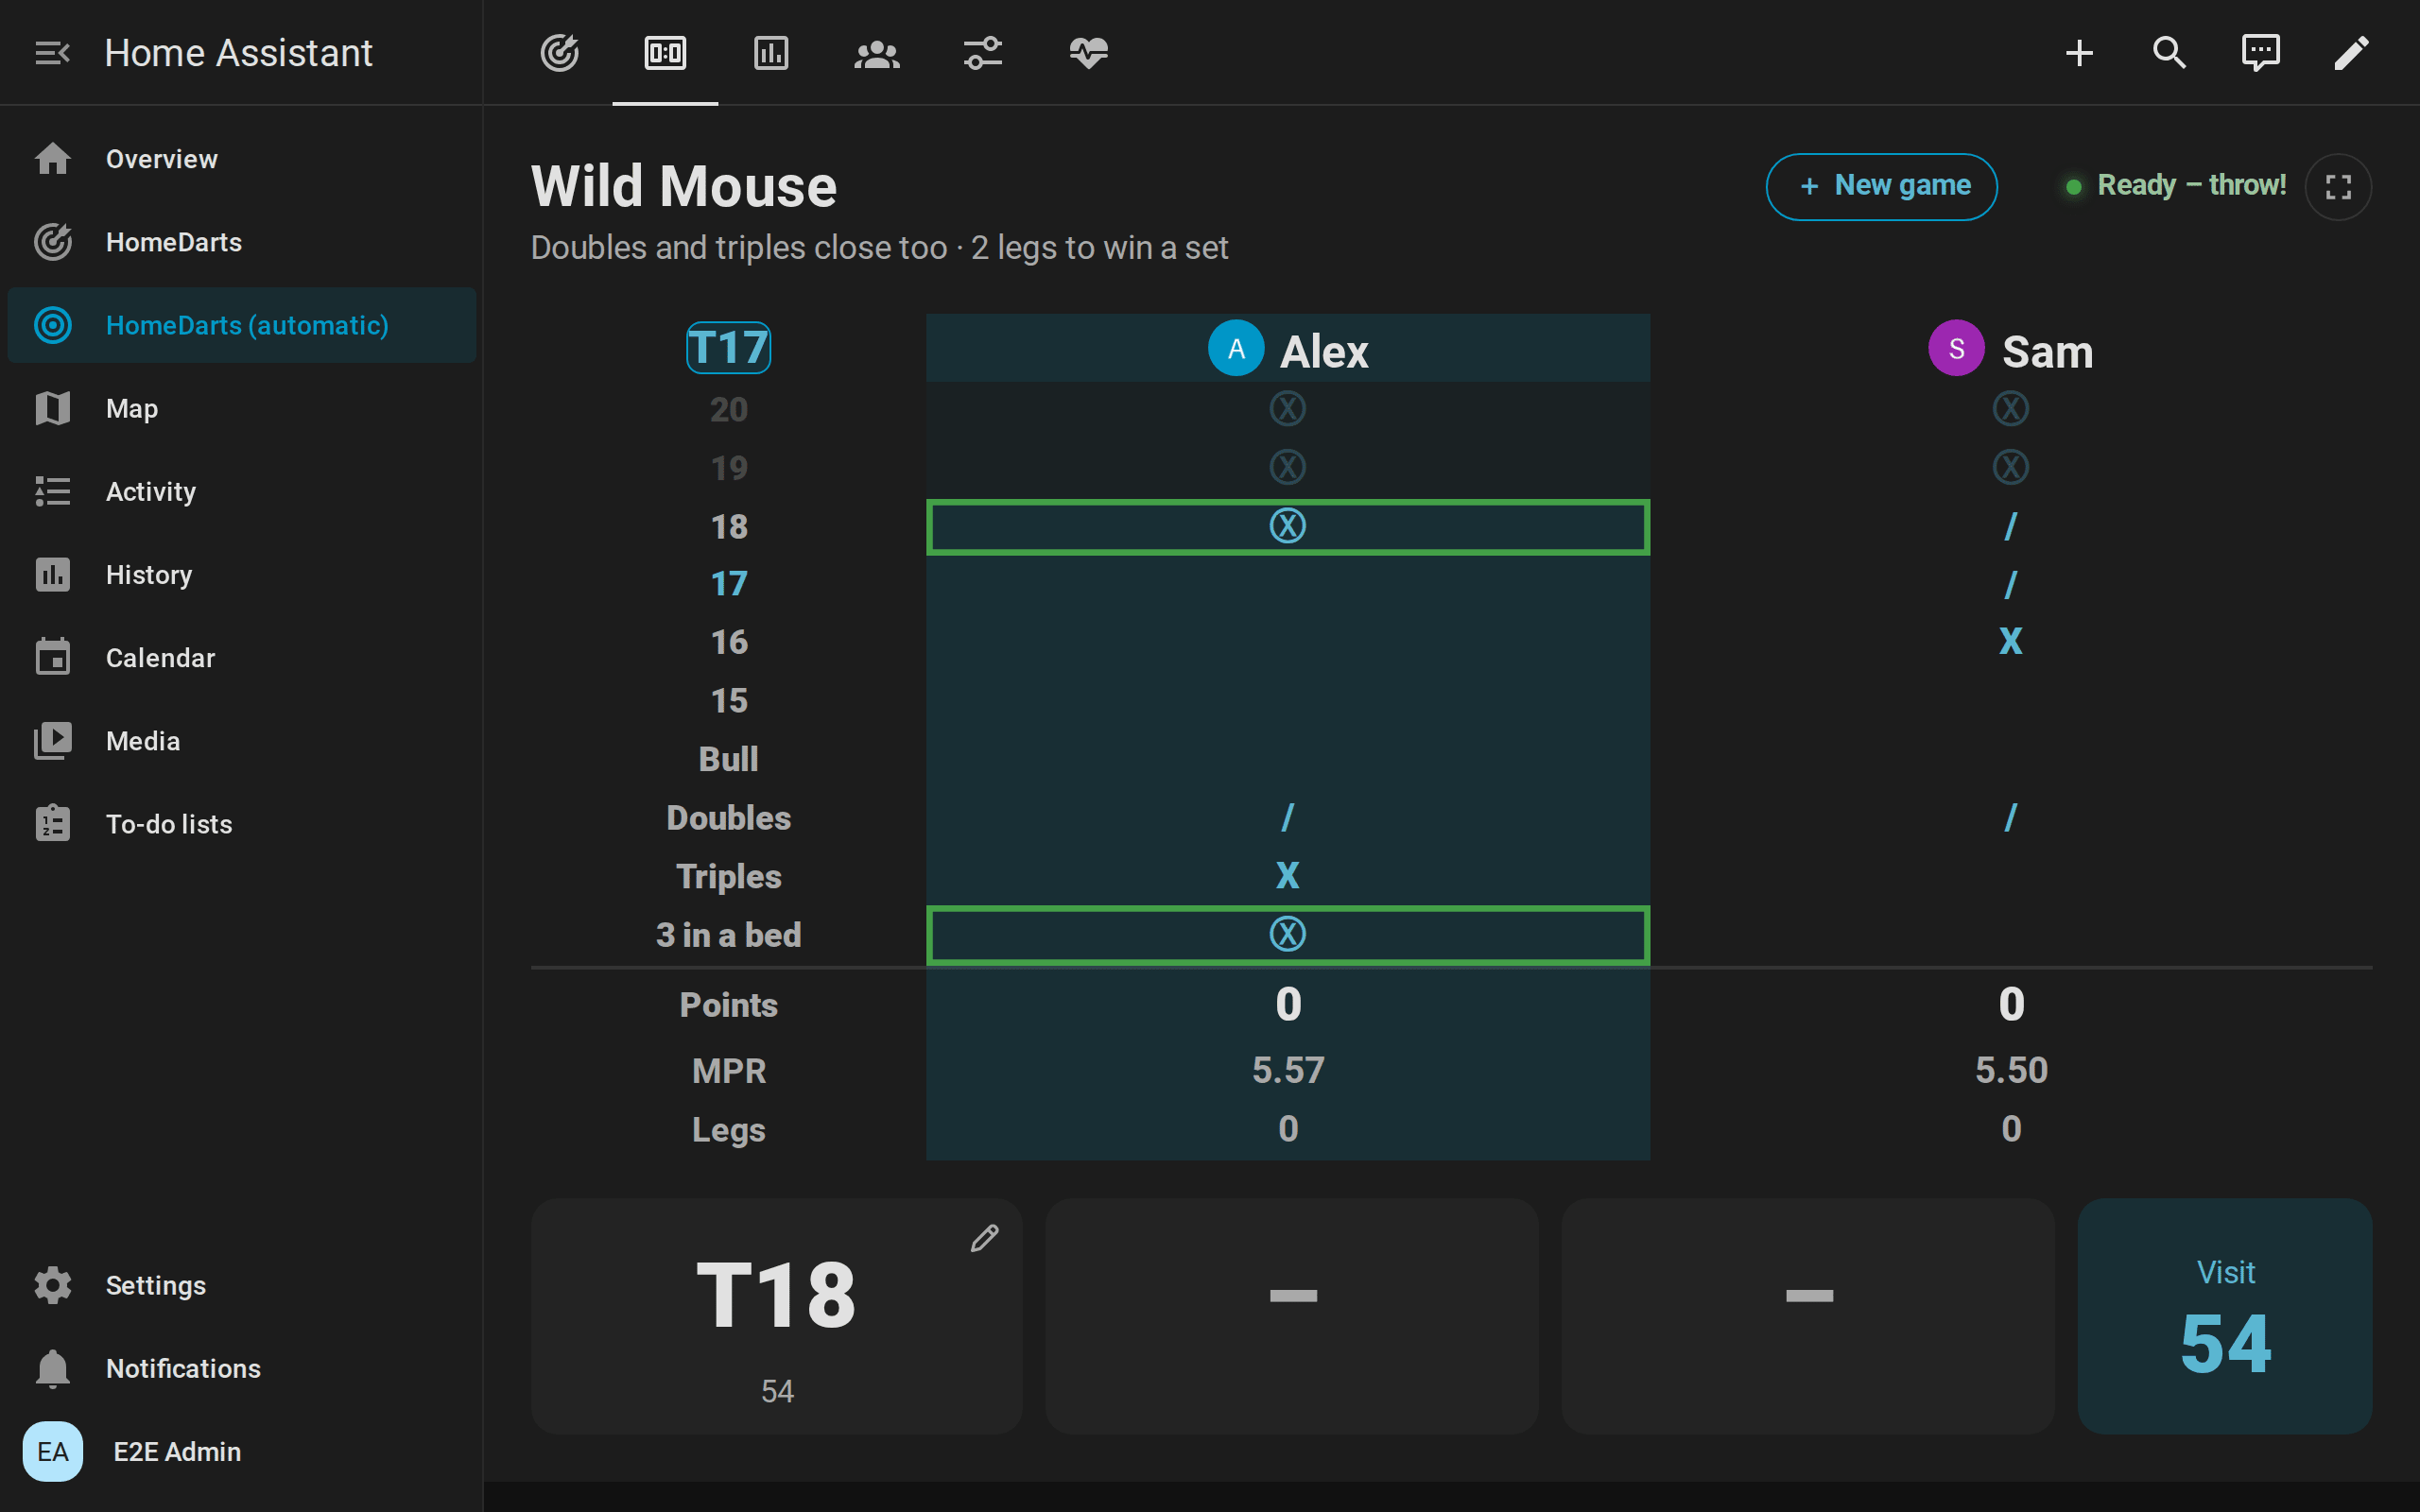 Home Assistant
Overview
HomeDarts
HomeDarts (automatic)
Map
Activity
History
Calendar
Media
To-do lists
Settings
Notifications
EA E2E Admin
Wild Mouse
Doubles and triples close too · 2 legs to win a set
+ New game
Ready – throw!
T17 A Alex S Sam
20 X X
19 X X
18 X /
17 /
16 X
15
Bull
Doubles / /
Triples X
3 in a bed X
Points 0 0
MPR 5.57 5.50
Legs 0 0
T18
54
–
–
Visit
54